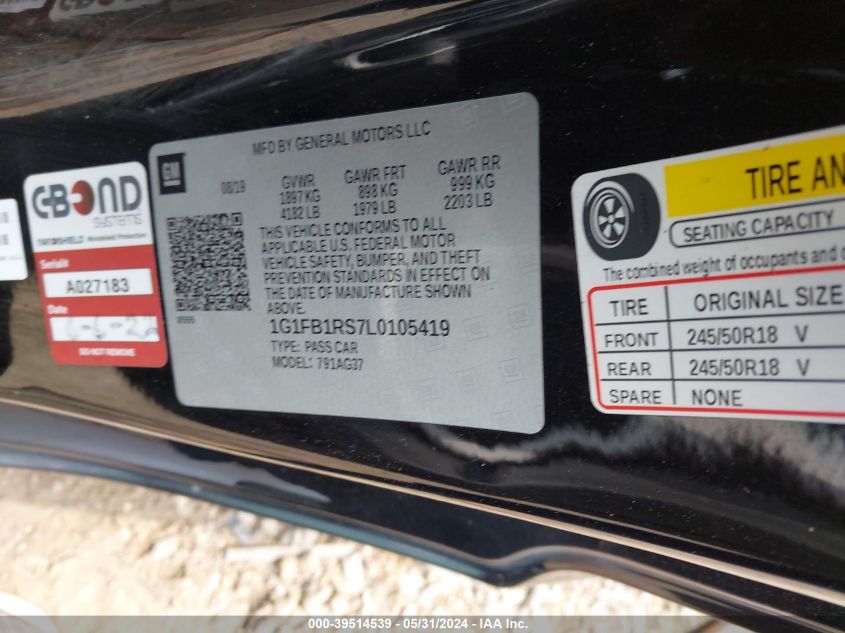 C-BOND
SYSTEMS
Windshield Protection
Serial#
A027183
Date
DO NOT REMOVE
GM
MFD BY GENERAL MOTORS LLC
08/19 GVWR GAWR FRT GAWR RR
1897 KG 898 KG 999 KG
4182 LB 1979 LB 2203 LB
THIS VEHICLE CONFORMS TO ALL
APPLICABLE U.S. FEDERAL MOTOR
VEHICLE SAFETY, BUMPER, AND THEFT
PREVENTION STANDARDS IN EFFECT ON
THE DATE OF MANUFACTURE SHOWN
ABOVE.
1G1FB1RS7L0105419
TYPE: PASS CAR
MODEL: 791AG37
TIRE AN
SEATING CAPACITY
The combined weight of occupants and
TIRE ORIGINAL SIZE
FRONT 245/50R18 V
REAR 245/50R18 V
SPARE NONE
000-39514539 - 05/31/2024 - IAA Inc.